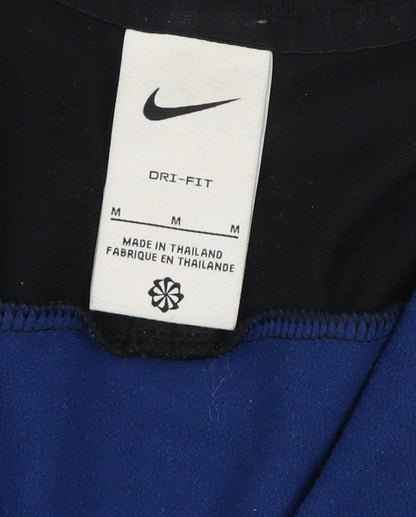 DRI-FIT
M M M
MADE IN THAILAND
FABRIQUE EN THAILANDE